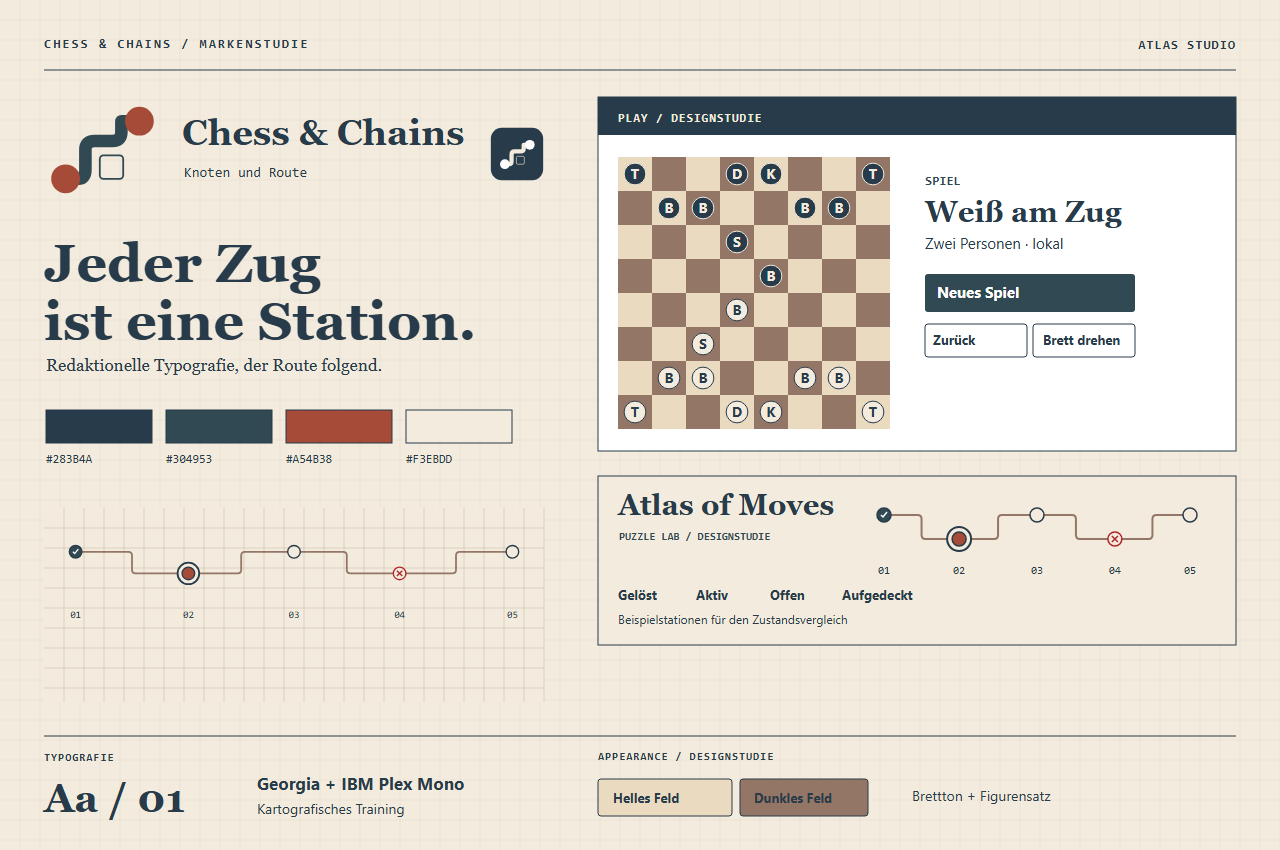 CHESS & CHAINS / MARKENSTUDIE
ATLAS STUDIO
Chess & Chains
Knoten und Route
Jeder Zug
ist eine Station.
Redaktionelle Typografie, der Route folgend.
#283B4A #304953 #A54B38 #F3EBDD
01 02 03 04 05
PLAY / DESIGNSTUDIE
T D K T
B B B B
S
B
B
S
B B B B
T D K T
SPIEL
Weiß am Zug
Zwei Personen · lokal
Neues Spiel
Zurück Brett drehen
Atlas of Moves
PUZZLE LAB / DESIGNSTUDIE
01 02 03 04 05
Gelöst Aktiv Offen Aufgedeckt
Beispielstationen für den Zustandsvergleich
TYPOGRAFIE
Aa / 01
Georgia + IBM Plex Mono
Kartografisches Training
APPEARANCE / DESIGNSTUDIE
Helles Feld Dunkles Feld
Brettton + Figurensatz